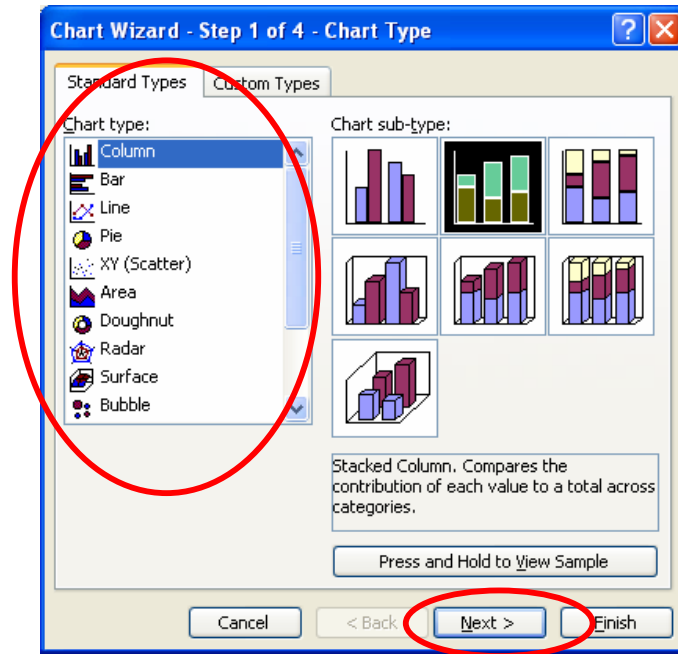 Chart Wizard - Step 1 of 4 - Chart Type
Standard Types
Custom Types
Chart type:
Column
Bar
Line
Pie
XY (Scatter)
Area
Doughnut
Radar
Surface
Bubble
Chart sub-type:
Stacked Column. Compares the
contribution of each value to a total across
categories.
Press and Hold to View Sample
Cancel
< Back
Next >
Finish